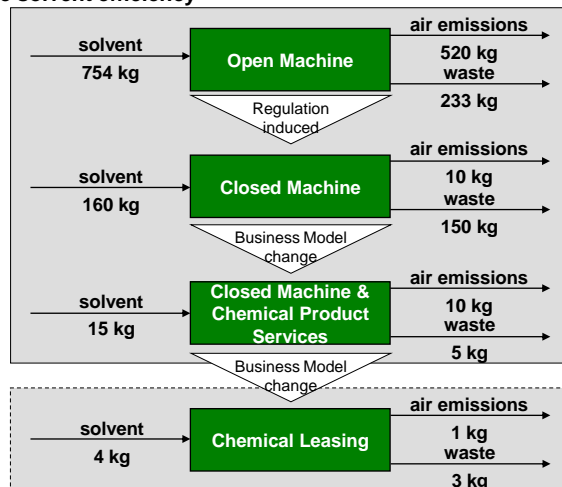 solvent efficiency
solvent
754 kg
Open Machine
air emissions
520 kg
waste
233 kg
Regulation
induced
solvent
160 kg
Closed Machine
air emissions
10 kg
waste
150 kg
Business Model
change
solvent
15 kg
Closed Machine &
Chemical Product
Services
air emissions
10 kg
waste
5 kg
Business Model
change
solvent
4 kg
Chemical Leasing
air emissions
1 kg
waste
3 kg